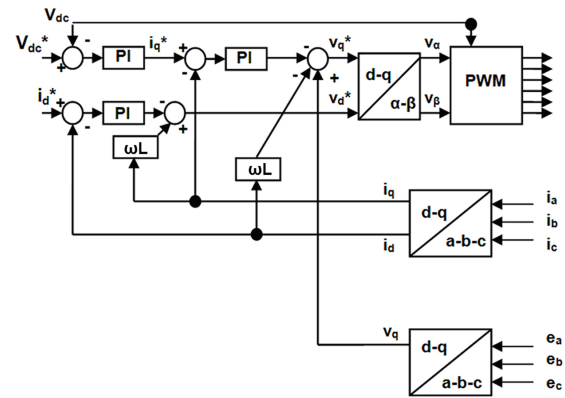 Vdc
Vdc* - PI iq* + - PI - - + vq* d-q α-β vα PWM
+
id* + - PI - + vd* vβ
ωL
ωL
iq
id
d-q
a-b-c
ia
ib
ic
vq
d-q
a-b-c
ea
eb
ec